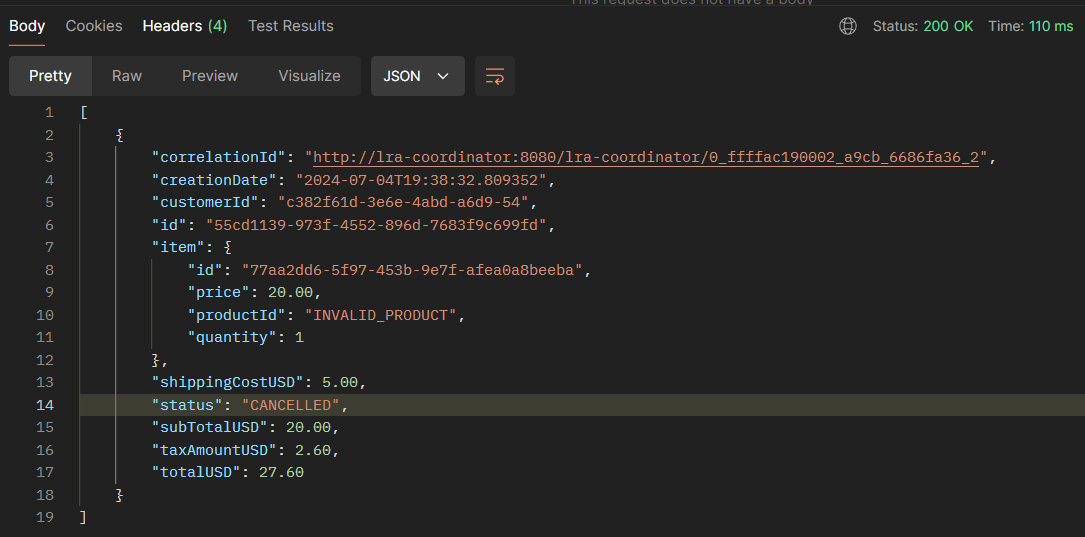 This request does not have a body
Body Cookies Headers (4) Test Results Status: 200 OK Time: 110 ms
Pretty Raw Preview Visualize JSON
1 [
2 {
3 "correlationId": "http://lra-coordinator:8080/lra-coordinator/0_ffffac190002_a9cb_6686fa36_2",
4 "creationDate": "2024-07-04T19:38:32.809352",
5 "customerId": "c382f61d-3e6e-4abd-a6d9-54",
6 "id": "55cd1139-973f-4552-896d-7683f9c699fd",
7 "item": {
8 "id": "77aa2dd6-5f97-453b-9e7f-afea0a8beeba",
9 "price": 20.00,
10 "productId": "INVALID_PRODUCT",
11 "quantity": 1
12 },
13 "shippingCostUSD": 5.00,
14 "status": "CANCELLED",
15 "subTotalUSD": 20.00,
16 "taxAmountUSD": 2.60,
17 "totalUSD": 27.60
18 }
19 ]